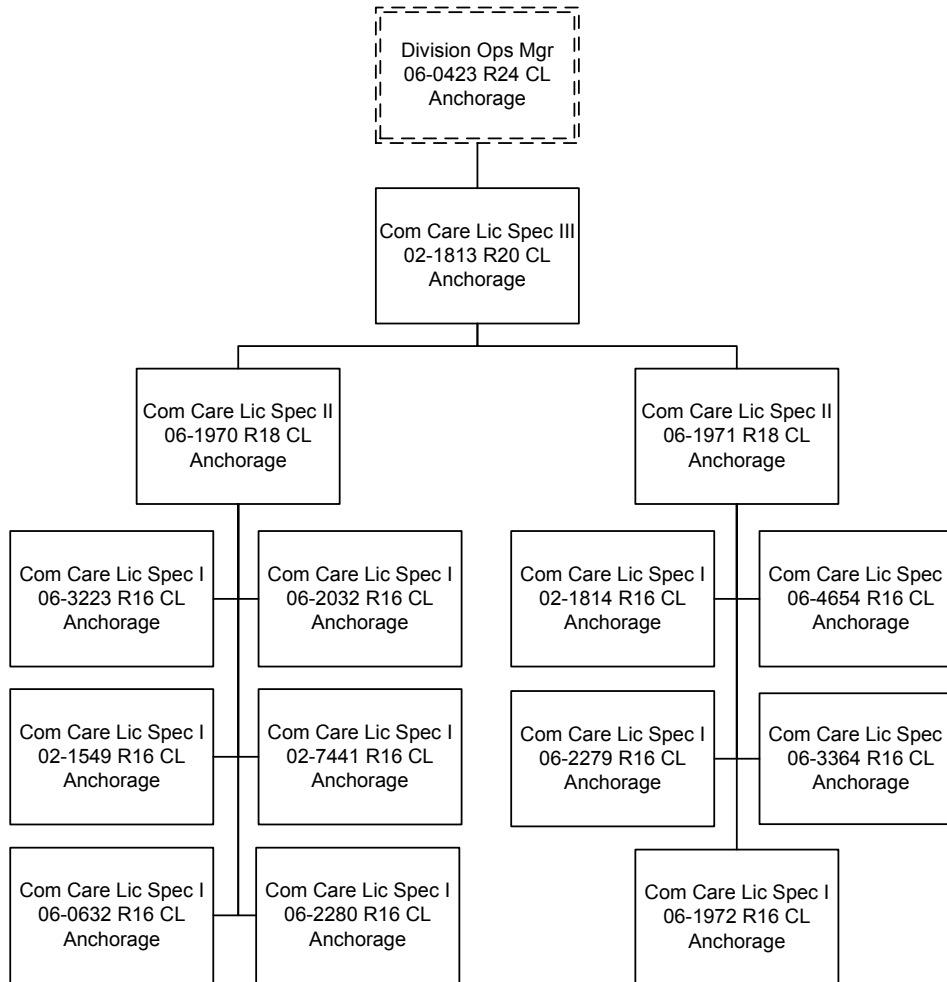 Division Ops Mgr
06-0423 R24 CL
Anchorage
Com Care Lic Spec III
02-1813 R20 CL
Anchorage
Com Care Lic Spec II
06-1970 R18 CL
Anchorage
Com Care Lic Spec II
06-1971 R18 CL
Anchorage
Com Care Lic Spec I
06-3223 R16 CL
Anchorage
Com Care Lic Spec I
06-2032 R16 CL
Anchorage
Com Care Lic Spec I
02-1814 R16 CL
Anchorage
Com Care Lic Spec
06-4654 R16 CL
Anchorage
Com Care Lic Spec I
02-1549 R16 CL
Anchorage
Com Care Lic Spec I
02-7441 R16 CL
Anchorage
Com Care Lic Spec I
06-2279 R16 CL
Anchorage
Com Care Lic Spec
06-3364 R16 CL
Anchorage
Com Care Lic Spec I
06-0632 R16 CL
Anchorage
Com Care Lic Spec I
06-2280 R16 CL
Anchorage
Com Care Lic Spec I
06-1972 R16 CL
Anchorage